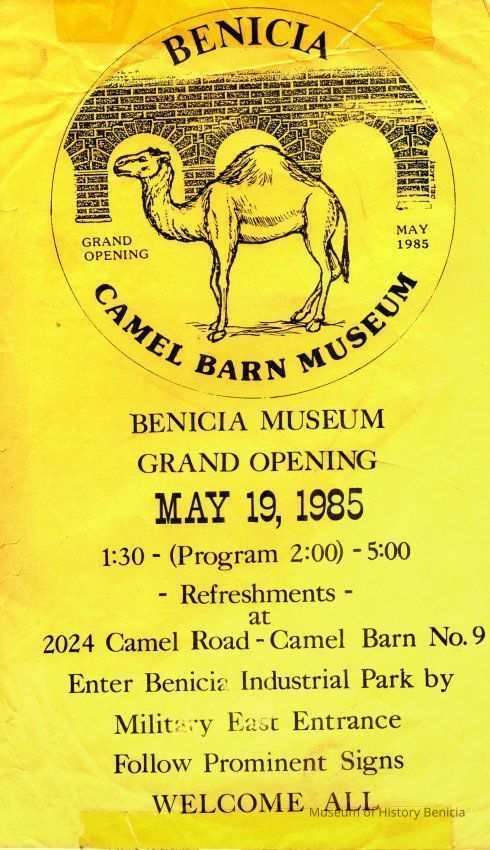 BENICIA
GRAND
OPENING
MAY
1985
CAMEL BARN MUSEUM
BENICIA MUSEUM
GRAND OPENING
MAY 19, 1985
1:30 - (Program 2:00) - 5:00
- Refreshments -
at
2024 Camel Road - Camel Barn No. 9
Enter Benicia Industrial Park by
Military East Entrance
Follow Prominent Signs
WELCOME ALL
Museum of History Benicia